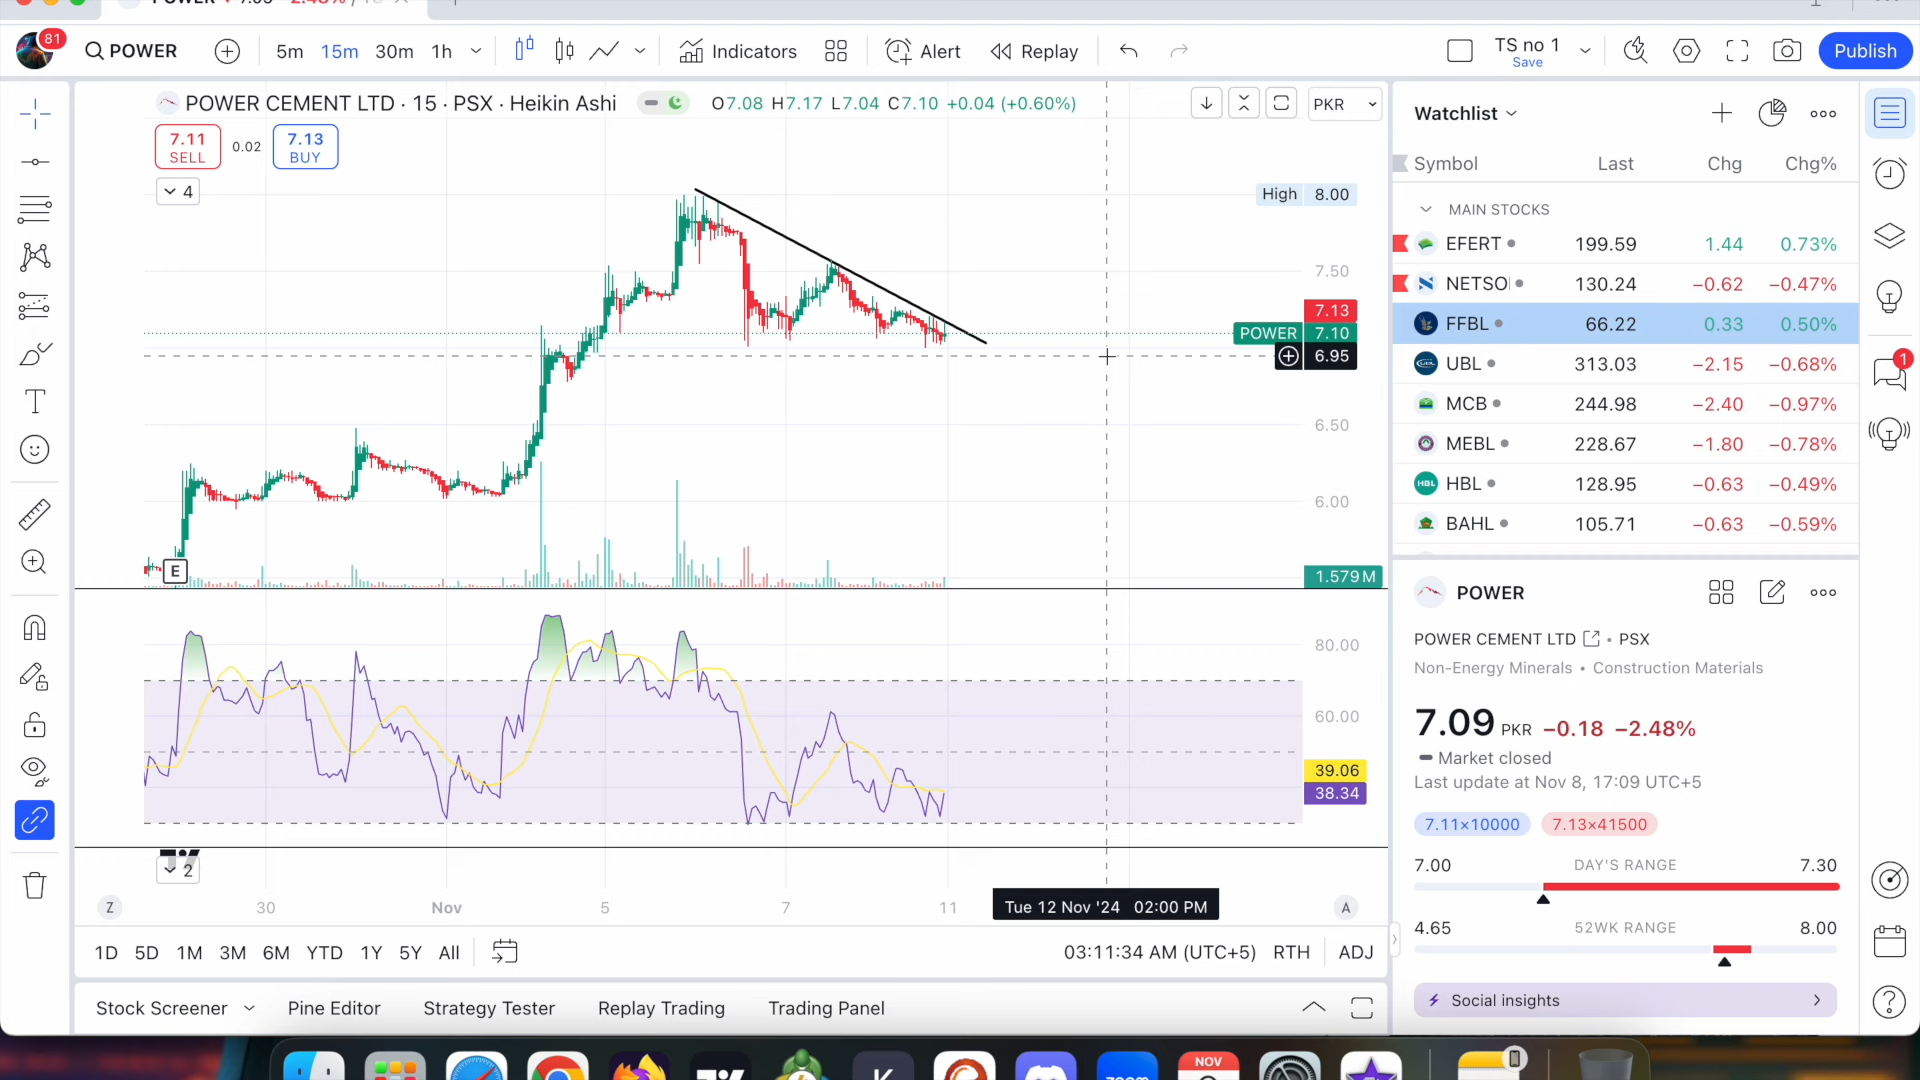 81
POWER
5m 15m 30m 1h
Indicators
Alert
Replay
TS no 1
Save
Publish
POWER CEMENT LTD · 15 · PSX · Heikin Ashi
O7.08 H7.17 L7.04 C7.10 +0.04 (+0.60%)
PKR
7.11
SELL
0.02
7.13
BUY
4
High 8.00
7.50
7.13
POWER 7.10
6.95
6.50
6.00
E
1.579M
80.00
60.00
39.06
38.34
2
Z
30 Nov 5 7 11
Tue 12 Nov '24 02:00 PM
A
1D 5D 1M 3M 6M YTD 1Y 5Y All
03:11:34 AM (UTC+5) RTH ADJ
Stock Screener Pine Editor Strategy Tester Replay Trading Trading Panel
Watchlist
Symbol Last Chg Chg%
MAIN STOCKS
EFERT 199.59 1.44 0.73%
NETSO 130.24 −0.62 −0.47%
FFBL 66.22 0.33 0.50%
UBL 313.03 −2.15 −0.68%
MCB 244.98 −2.40 −0.97%
MEBL 228.67 −1.80 −0.78%
HBL HBL 128.95 −0.63 −0.49%
BAHL 105.71 −0.63 −0.59%
POWER
POWER CEMENT LTD • PSX
Non-Energy Minerals • Construction Materials
7.09 PKR −0.18 −2.48%
Market closed
Last update at Nov 8, 17:09 UTC+5
7.11×10000 7.13×41500
7.00 DAY'S RANGE 7.30
4.65 52WK RANGE 8.00
Social insights
1
NOV